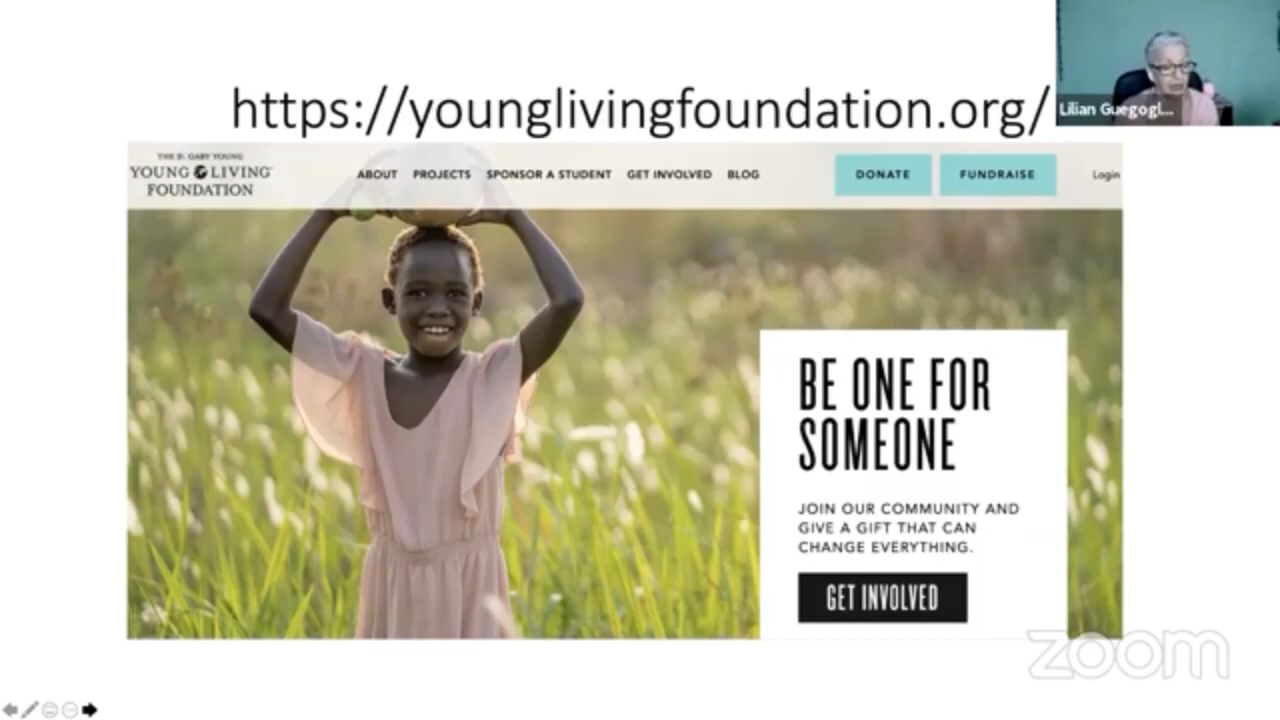 https://younglivingfoundation.org/
Lilian Guegogl...
THE D. GARY YOUNG
YOUNG LIVING
FOUNDATION
ABOUT PROJECTS SPONSOR A STUDENT GET INVOLVED BLOG DONATE FUNDRAISE Login
BE ONE FOR
SOMEONE
JOIN OUR COMMUNITY AND
GIVE A GIFT THAT CAN
CHANGE EVERYTHING.
GET INVOLVED
zoom